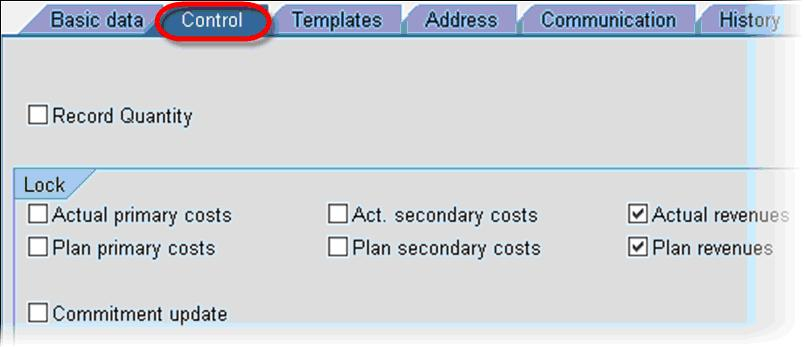 Basic data Control Templates Address Communication History
Record Quantity
Lock
Actual primary costs Act. secondary costs Actual revenues
Plan primary costs Plan secondary costs Plan revenues
Commitment update